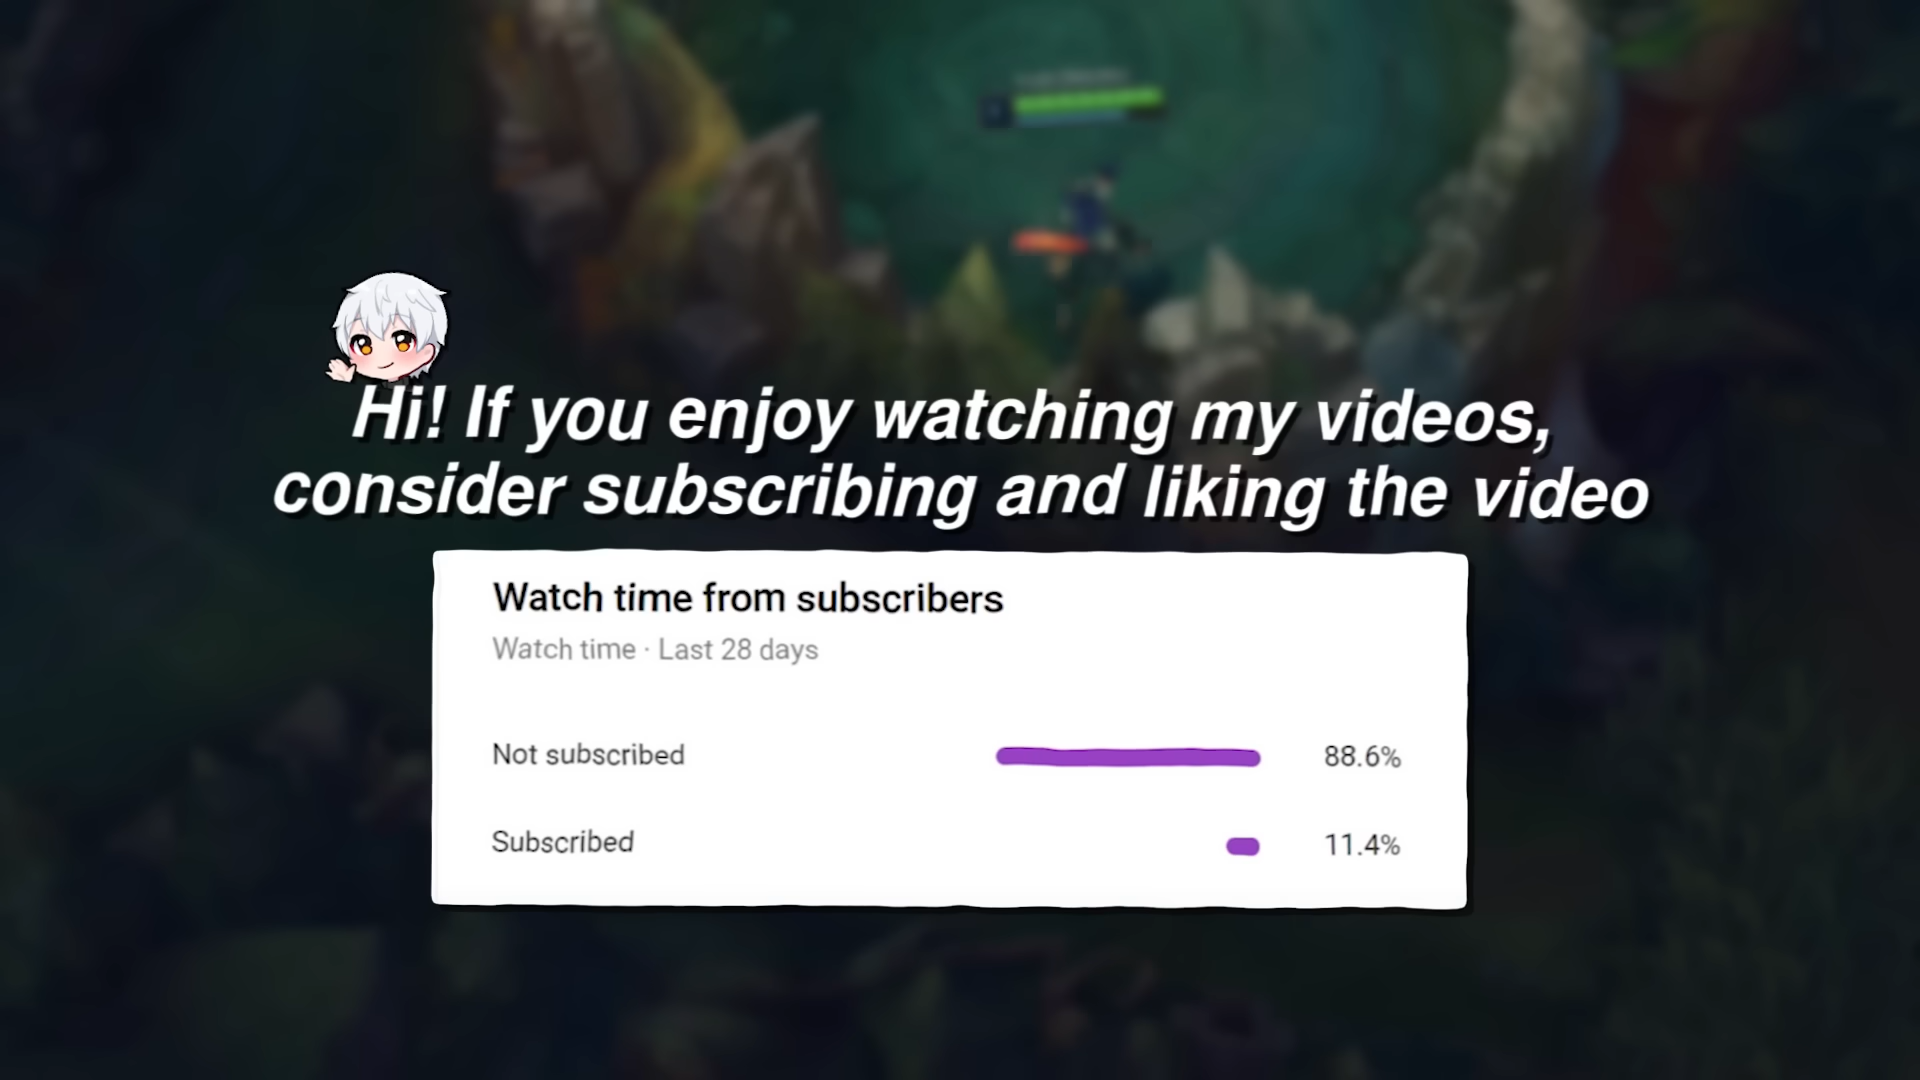 Hi! If you enjoy watching my videos,
consider subscribing and liking the video
Watch time from subscribers
Watch time · Last 28 days
Not subscribed 88.6%
Subscribed 11.4%